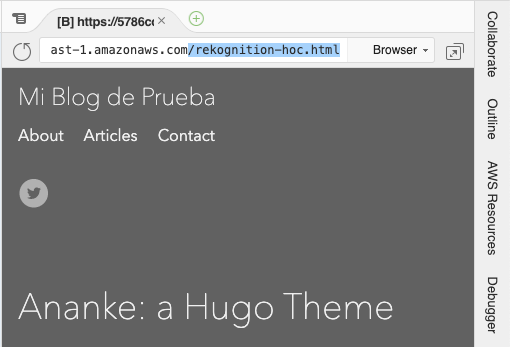 [B] https://5786cc
ast-1.amazonaws.com/rekognition-hoc.html
Browser
Mi Blog de Prueba
About Articles Contact
Ananke: a Hugo Theme
Collaborate
Outline
AWS Resources
Debugger